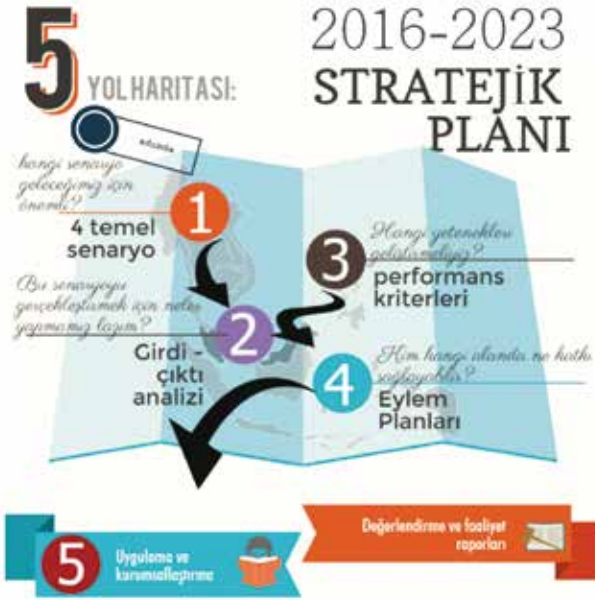 5
YOL HARİTASI:
2016-2023
STRATEJİK
PLANI
hangi senaryo
geleceğimiz için
önemli?
1
4 temel
senaryo
Bu senaryoyu
gerçekleştirmek için neler
yapmamız lazım?
2
Girdi -
çıktı
analizi
3
Hangi yetenekleri
geliştirmeliyiz?
performans
kriterleri
4
Kim hangi alanda ne katkı
sağlayabilir?
Eylem
Planları
5
Uygulama ve
kurumsallaştırma
Değerlendirme ve faaliyet
raporları